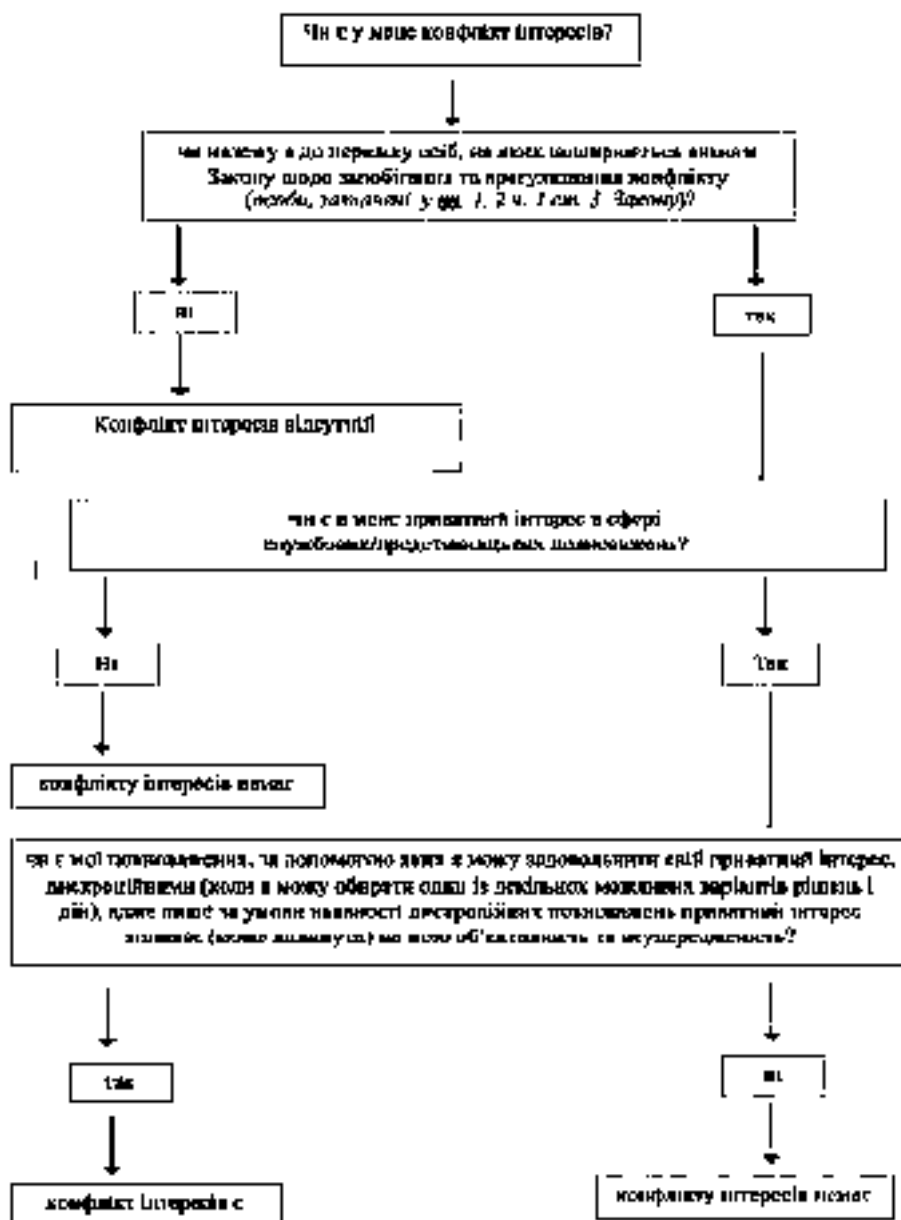 Чи є у мене конфлікт інтересів?
чи належу я до переліку осіб, на яких поширюються вимоги
Закону щодо запобігання та врегулювання конфлікту
(особи, зазначені у пп. 1, 2 ч. 1 ст. 3 Закону)?
ні
так
Конфлікт інтересів відсутній
чи є в мене приватний інтерес в сфері
службових/представницьких повноважень?
Ні
Так
конфлікту інтересів немає
чи є мої повноваження, за допомогою яких я можу задовольнити свій приватний інтерес,
дискреційними (коли я можу обирати один із декількох можливих варіантів рішень і
дій), адже лише за умови наявності дискреційних повноважень приватний інтерес
впливає (може вплинути) на мою об'єктивність та неупередженість?
так
ні
конфлікт інтересів є
конфлікту інтересів немає